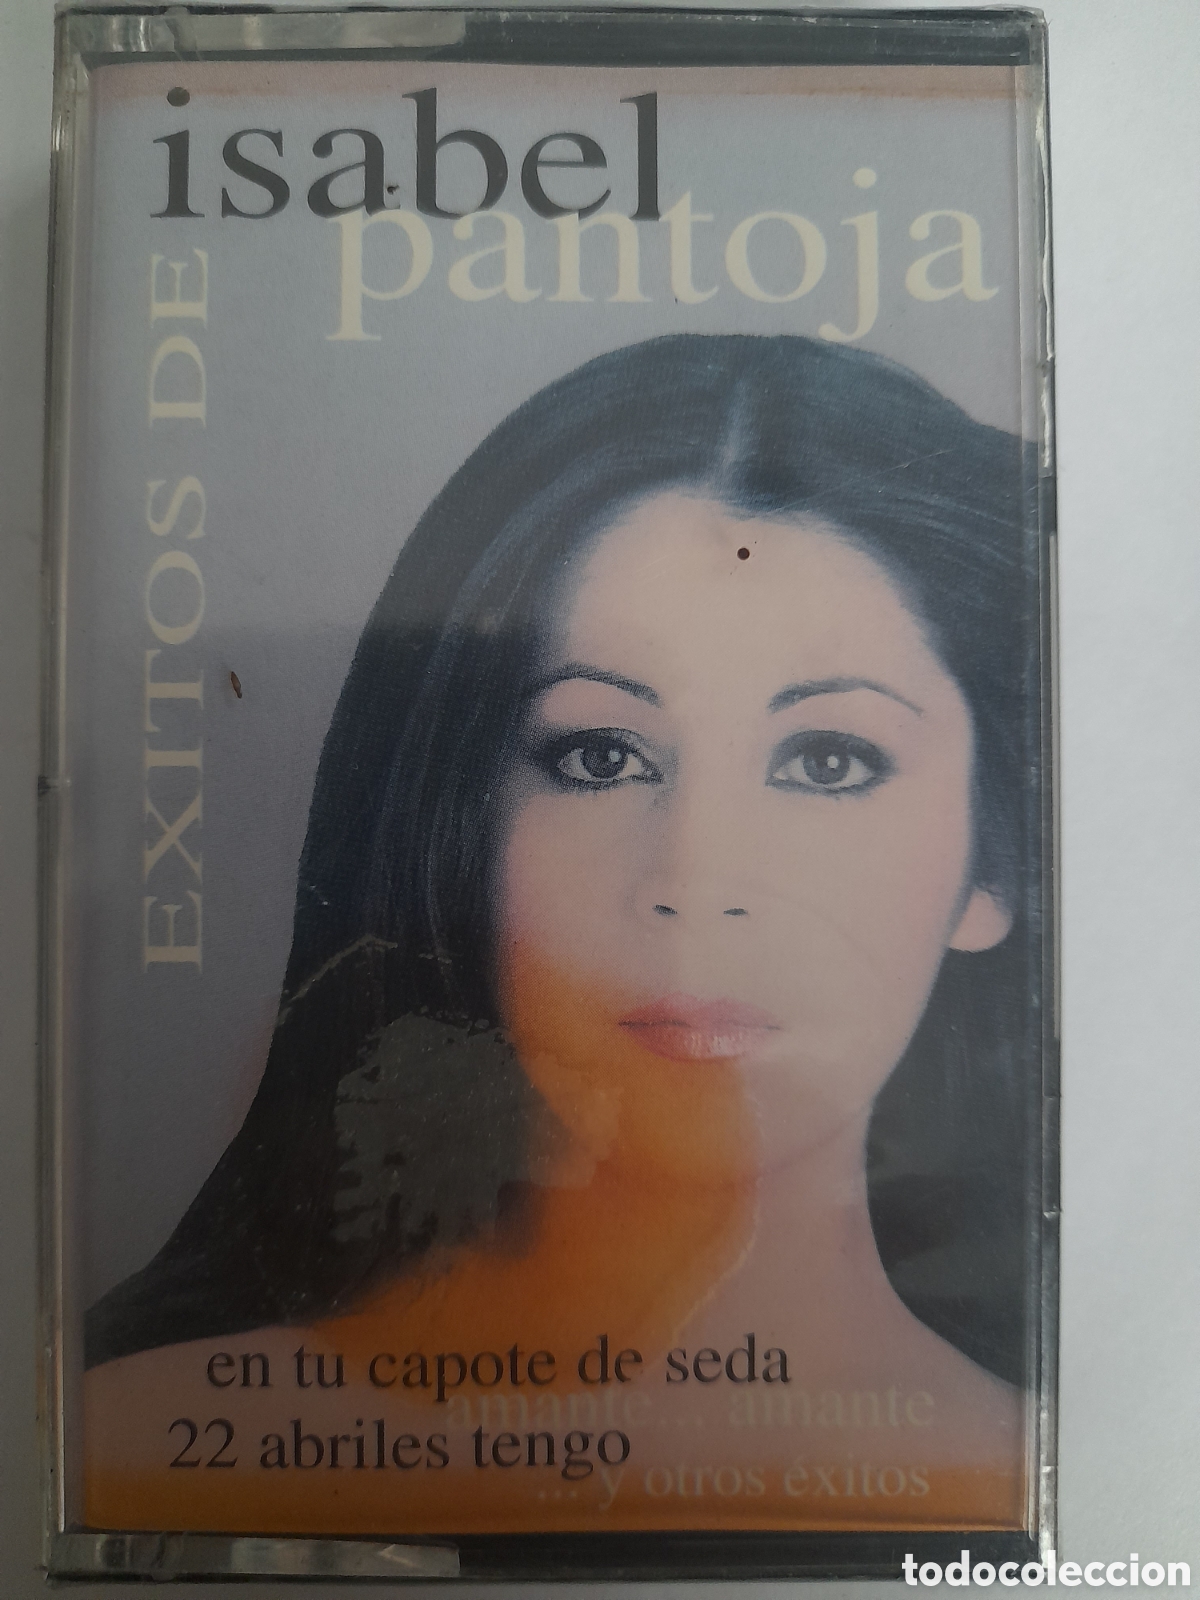 isabel
pantoja
EXITOS DE
en tu capote de seda
amante... amante
22 abriles tengo
... y otros éxitos
todocoleccion